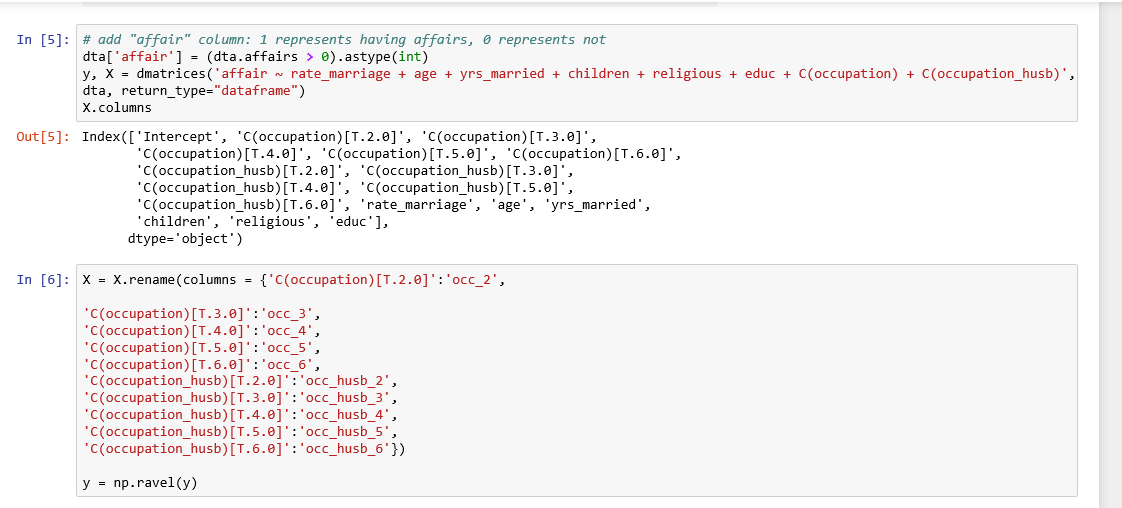 In [5]: # add "affair" column: 1 represents having affairs, 0 represents not
dta['affair'] = (dta.affairs > 0).astype(int)
y, X = dmatrices('affair ~ rate_marriage + age + yrs_married + children + religious + educ + C(occupation) + C(occupation_husb)',
dta, return_type="dataframe")
X.columns
Out[5]: Index(['Intercept', 'C(occupation)[T.2.0]', 'C(occupation)[T.3.0]',
'C(occupation)[T.4.0]', 'C(occupation)[T.5.0]', 'C(occupation)[T.6.0]',
'C(occupation_husb)[T.2.0]', 'C(occupation_husb)[T.3.0]',
'C(occupation_husb)[T.4.0]', 'C(occupation_husb)[T.5.0]',
'C(occupation_husb)[T.6.0]', 'rate_marriage', 'age', 'yrs_married',
'children', 'religious', 'educ'],
dtype='object')
In [6]: X = X.rename(columns = {'C(occupation)[T.2.0]':'occ_2',
'C(occupation)[T.3.0]':'occ_3',
'C(occupation)[T.4.0]':'occ_4',
'C(occupation)[T.5.0]':'occ_5',
'C(occupation)[T.6.0]':'occ_6',
'C(occupation_husb)[T.2.0]':'occ_husb_2',
'C(occupation_husb)[T.3.0]':'occ_husb_3',
'C(occupation_husb)[T.4.0]':'occ_husb_4',
'C(occupation_husb)[T.5.0]':'occ_husb_5',
'C(occupation_husb)[T.6.0]':'occ_husb_6'})
y = np.ravel(y)